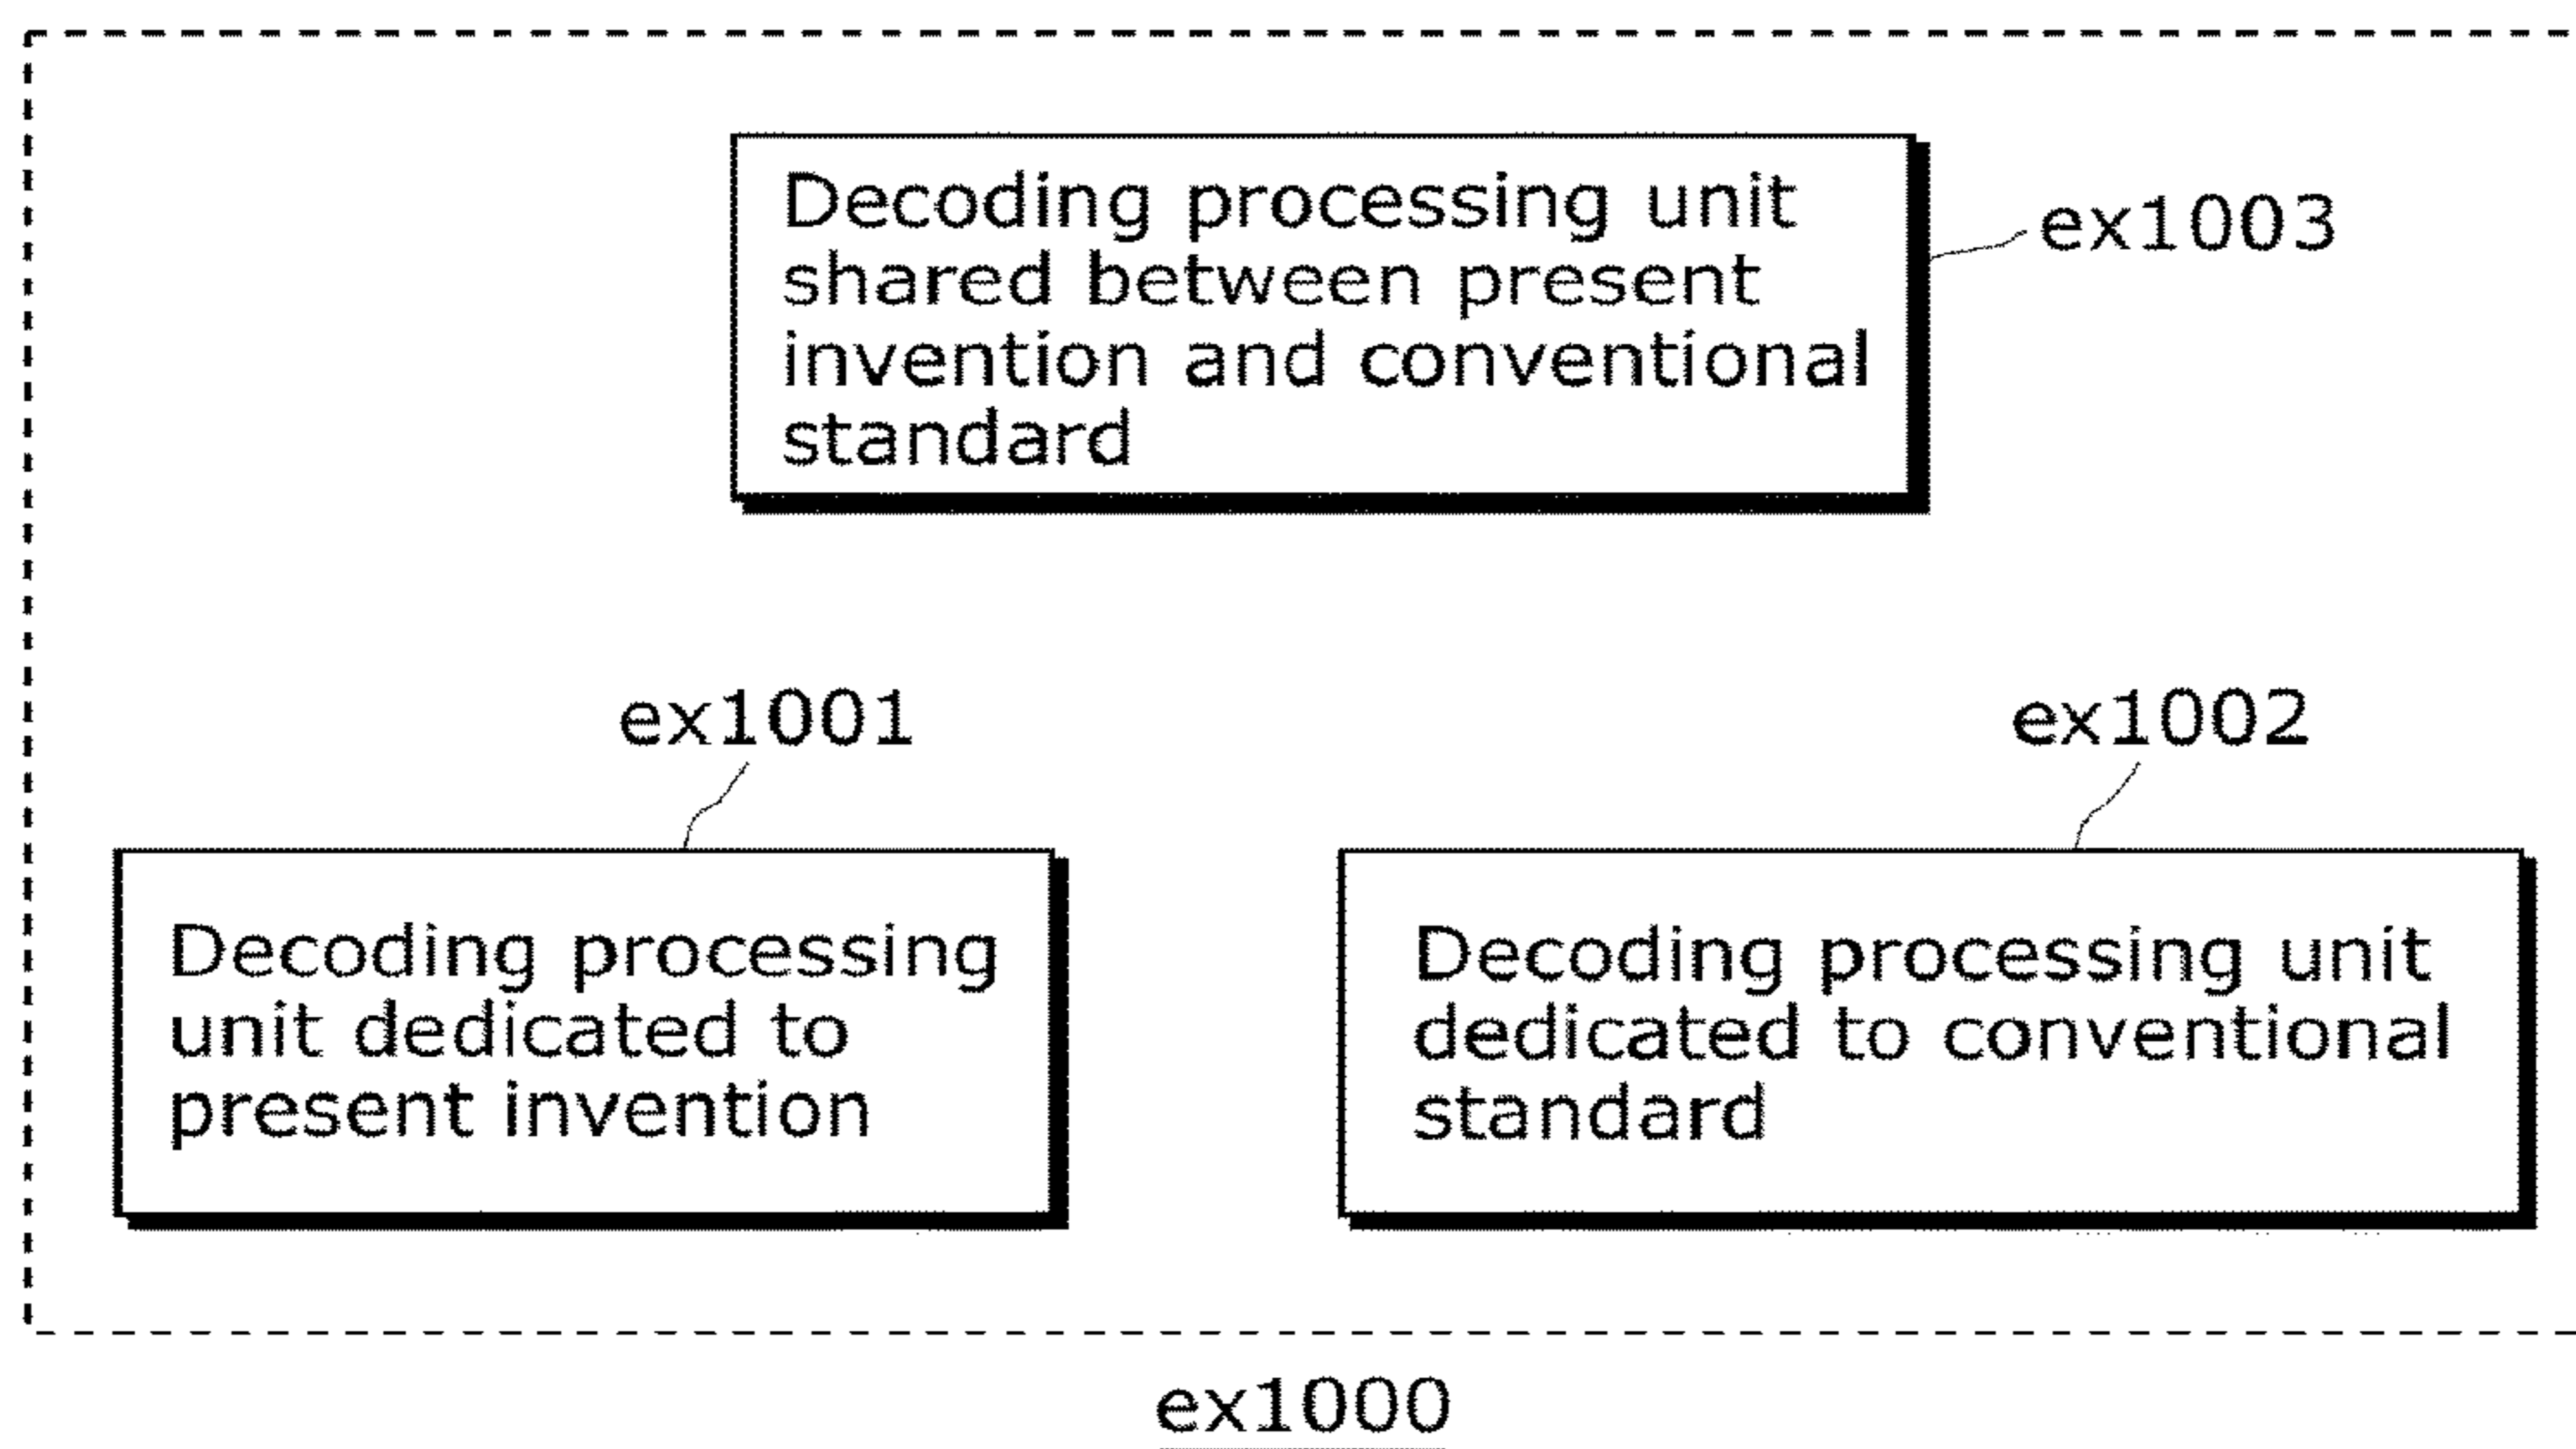 Decoding processing unit
shared between present
invention and conventional
standard
ex1003
ex1001
ex1002
Decoding processing
unit dedicated to
present invention
Decoding processing unit
dedicated to conventional
standard
ex1000